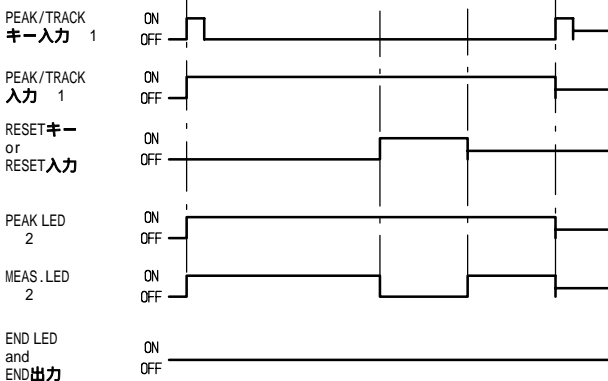 PEAK/TRACK ON
キー入力 1 OFF
PEAK/TRACK ON
入力 1 OFF
RESETキー ON
or
RESET入力 OFF
PEAK LED ON
2 OFF
MEAS.LED ON
2 OFF
END LED
and ON
END出力 OFF